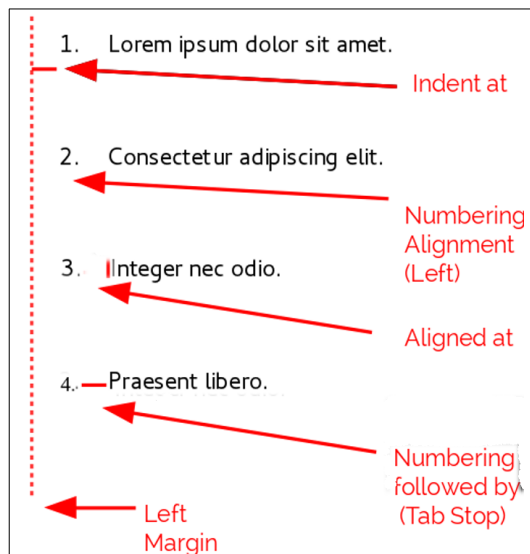 1. Lorem ipsum dolor sit amet.
Indent at
2. Consectetur adipiscing elit.
Numbering
Alignment
(Left)
3. Integer nec odio.
Aligned at
4. Praesent libero.
Numbering
followed by
(Tab Stop)
Left
Margin